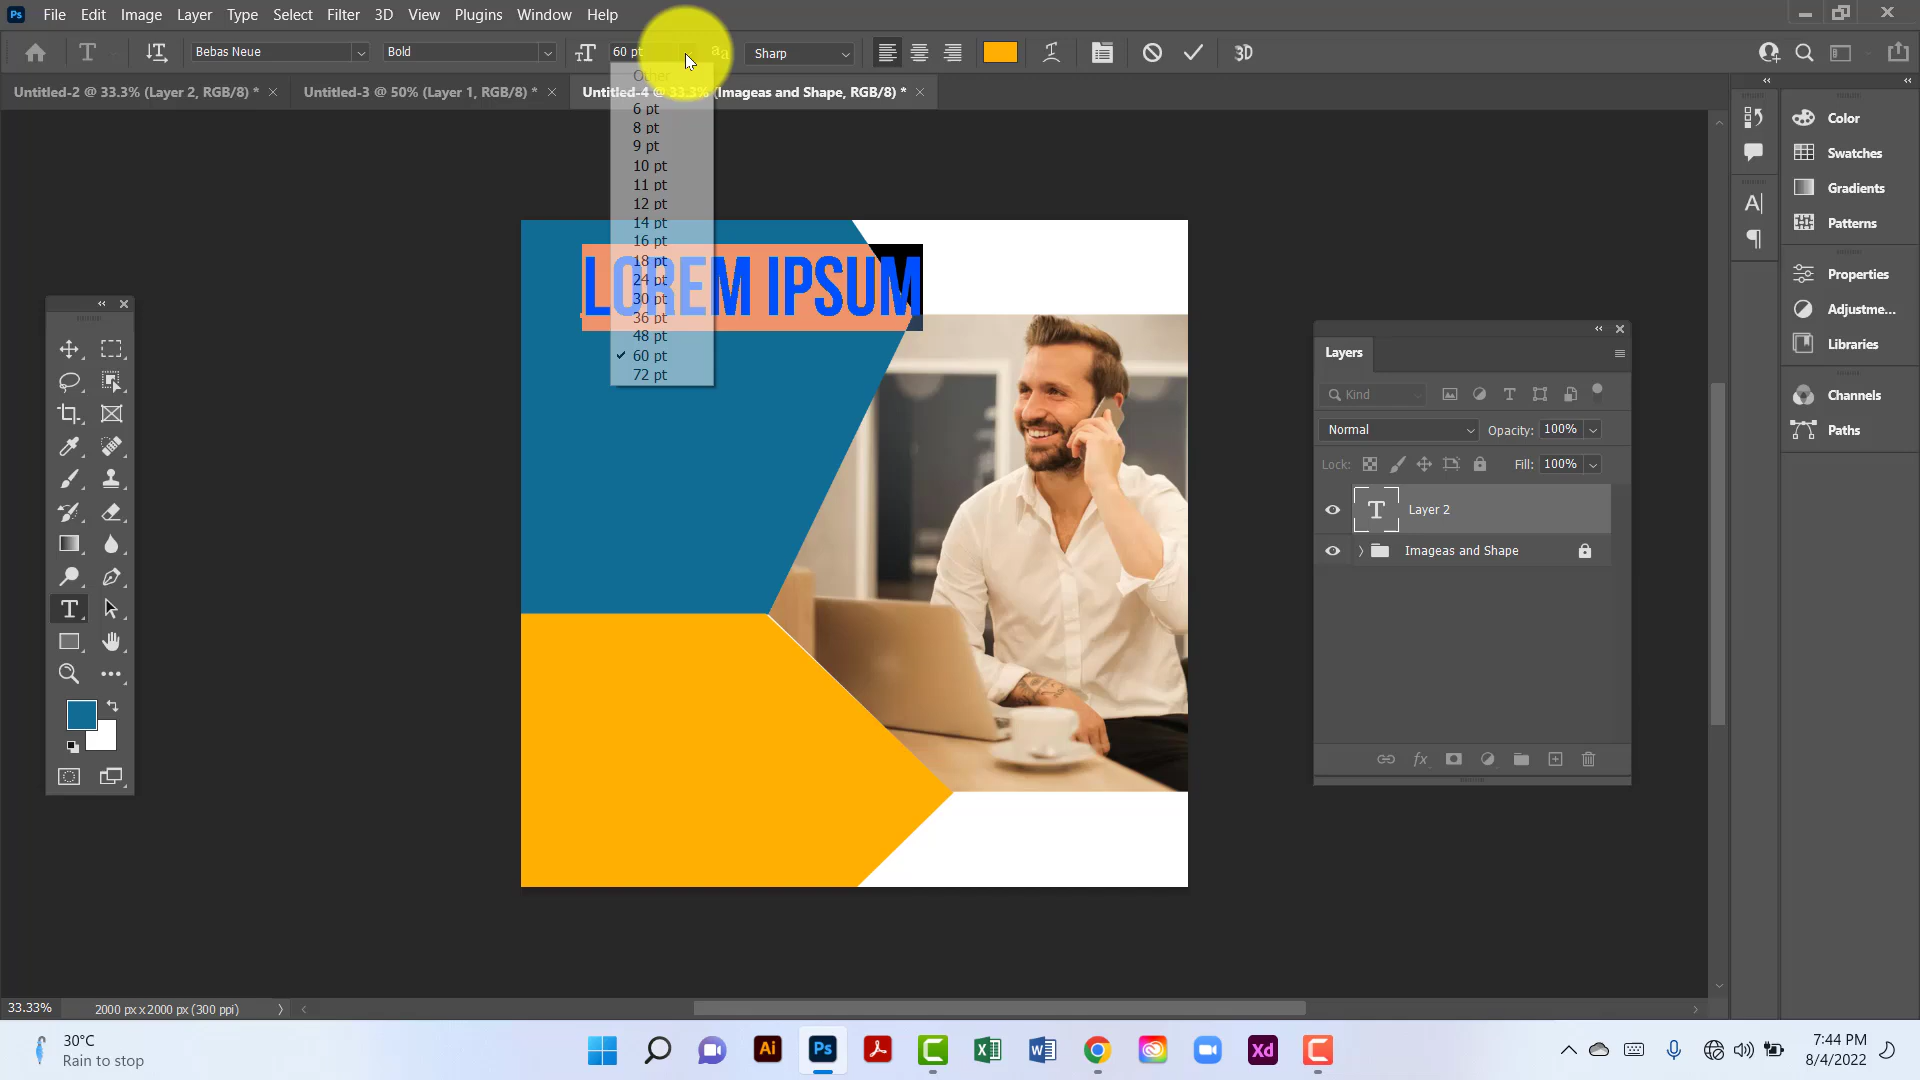 Ps File Edit Image Layer Type Select Filter 3D View Plugins Window Help
Bebas Neue Bold 60 pt Sharp 3D
Untitled-2 @ 33.3% (Layer 2, RGB/8) * Untitled-3 @ 50% (Layer 1, RGB/8) * Untitled-4 @ 33.3% (Imageas and Shape, RGB/8) *
Other
6 pt
8 pt
9 pt
10 pt
11 pt
12 pt
14 pt
16 pt
18 pt
24 pt
30 pt
36 pt
48 pt
60 pt
72 pt
LOREM IPSUM
Layers
Kind
Normal Opacity: 100%
Lock: Fill: 100%
T Layer 2
Imageas and Shape
Color
Swatches
Gradients
Patterns
Properties
Adjustme...
Libraries
Channels
Paths
33.33% 2000 px x 2000 px (300 ppi)
30°C
Rain to stop
Ai Ps Xd
7:44 PM
8/4/2022